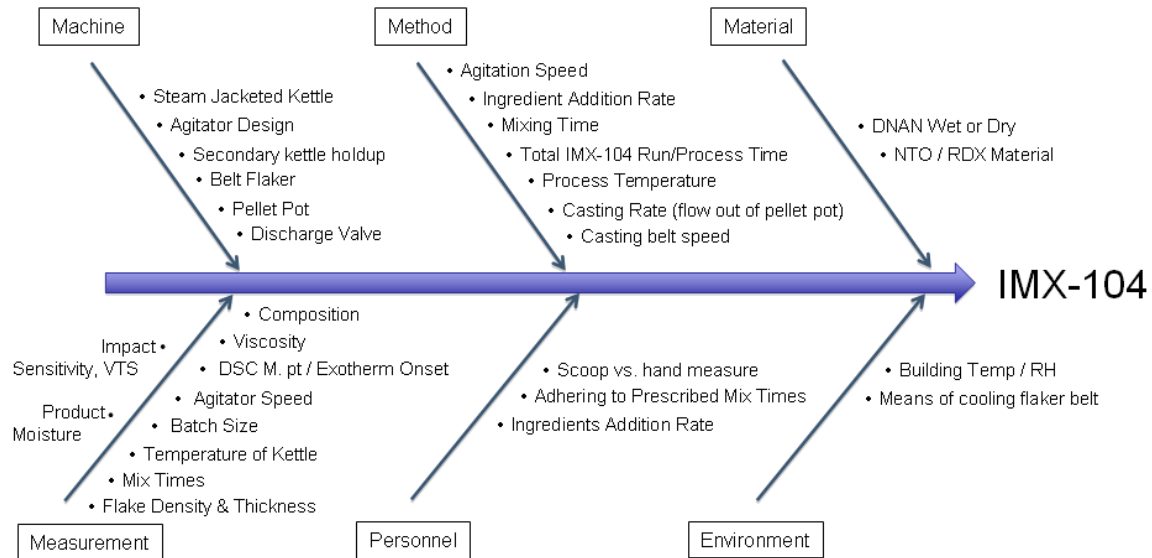 Machine
Method
Material
• Steam Jacketed Kettle
• Agitator Design
• Secondary kettle holdup
• Belt Flaker
• Pellet Pot
• Discharge Valve
• Agitation Speed
• Ingredient Addition Rate
• Mixing Time
• Total IMX-104 Run/Process Time
• Process Temperature
• Casting Rate (flow out of pellet pot)
• Casting belt speed
• DNAN Wet or Dry
• NTO / RDX Material
IMX-104
• Composition
• Viscosity
• DSC M. pt / Exotherm Onset
• Agitator Speed
• Batch Size
• Temperature of Kettle
• Mix Times
• Flake Density & Thickness
Impact •
Sensitivity, VTS
Product •
Moisture
• Scoop vs. hand measure
• Adhering to Prescribed Mix Times
• Ingredients Addition Rate
• Building Temp / RH
• Means of cooling flaker belt
Measurement
Personnel
Environment